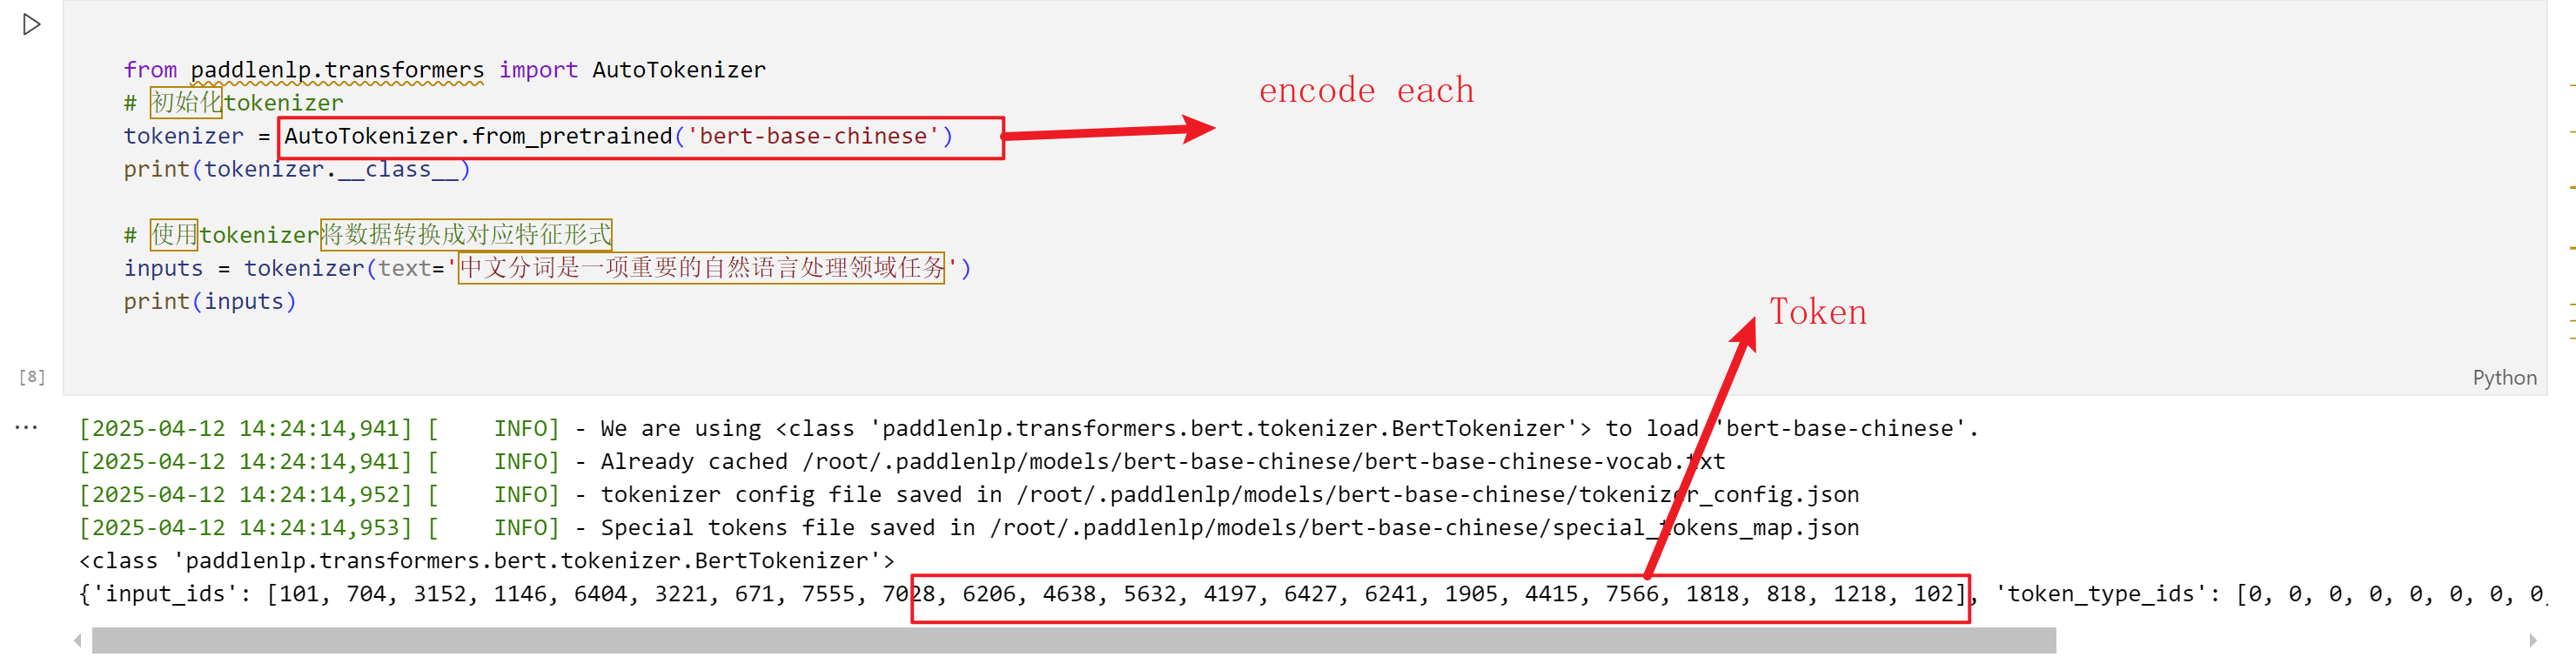 from paddlenlp.transformers import AutoTokenizer
# 初始化tokenizer
encode each
tokenizer = AutoTokenizer.from_pretrained('bert-base-chinese')
print(tokenizer.__class__)
# 使用tokenizer将数据转换成对应特征形式
inputs = tokenizer(text='中文分词是一项重要的自然语言处理领域任务')
print(inputs)
Token
[8]
Python
[2025-04-12 14:24:14,941] [    INFO] - We are using <class 'paddlenlp.transformers.bert.tokenizer.BertTokenizer'> to load 'bert-base-chinese'.
[2025-04-12 14:24:14,941] [    INFO] - Already cached /root/.paddlenlp/models/bert-base-chinese/bert-base-chinese-vocab.txt
[2025-04-12 14:24:14,952] [    INFO] - tokenizer config file saved in /root/.paddlenlp/models/bert-base-chinese/tokenizer_config.json
[2025-04-12 14:24:14,953] [    INFO] - Special tokens file saved in /root/.paddlenlp/models/bert-base-chinese/special_tokens_map.json
<class 'paddlenlp.transformers.bert.tokenizer.BertTokenizer'>
{'input_ids': [101, 704, 3152, 1146, 6404, 3221, 671, 7555, 7028, 6206, 4638, 5632, 4197, 6427, 6241, 1905, 4415, 7566, 1818, 818, 1218, 102], 'token_type_ids': [0, 0, 0, 0, 0, 0, 0, 0,